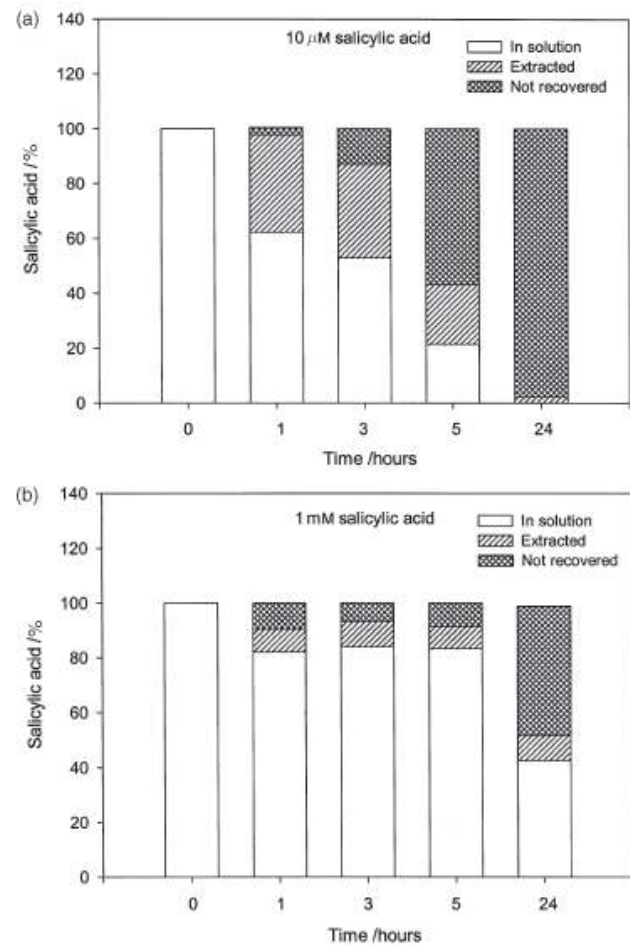 (a)
10 µM salicylic acid
In solution
Extracted
Not recovered
Salicylic acid /%
140
120
100
80
60
40
20
0
0 1 3 5 24
Time /hours
(b)
1 mM salicylic acid
In solution
Extracted
Not recovered
Salicylic acid /%
140
120
100
80
60
40
20
0
0 1 3 5 24
Time /hours